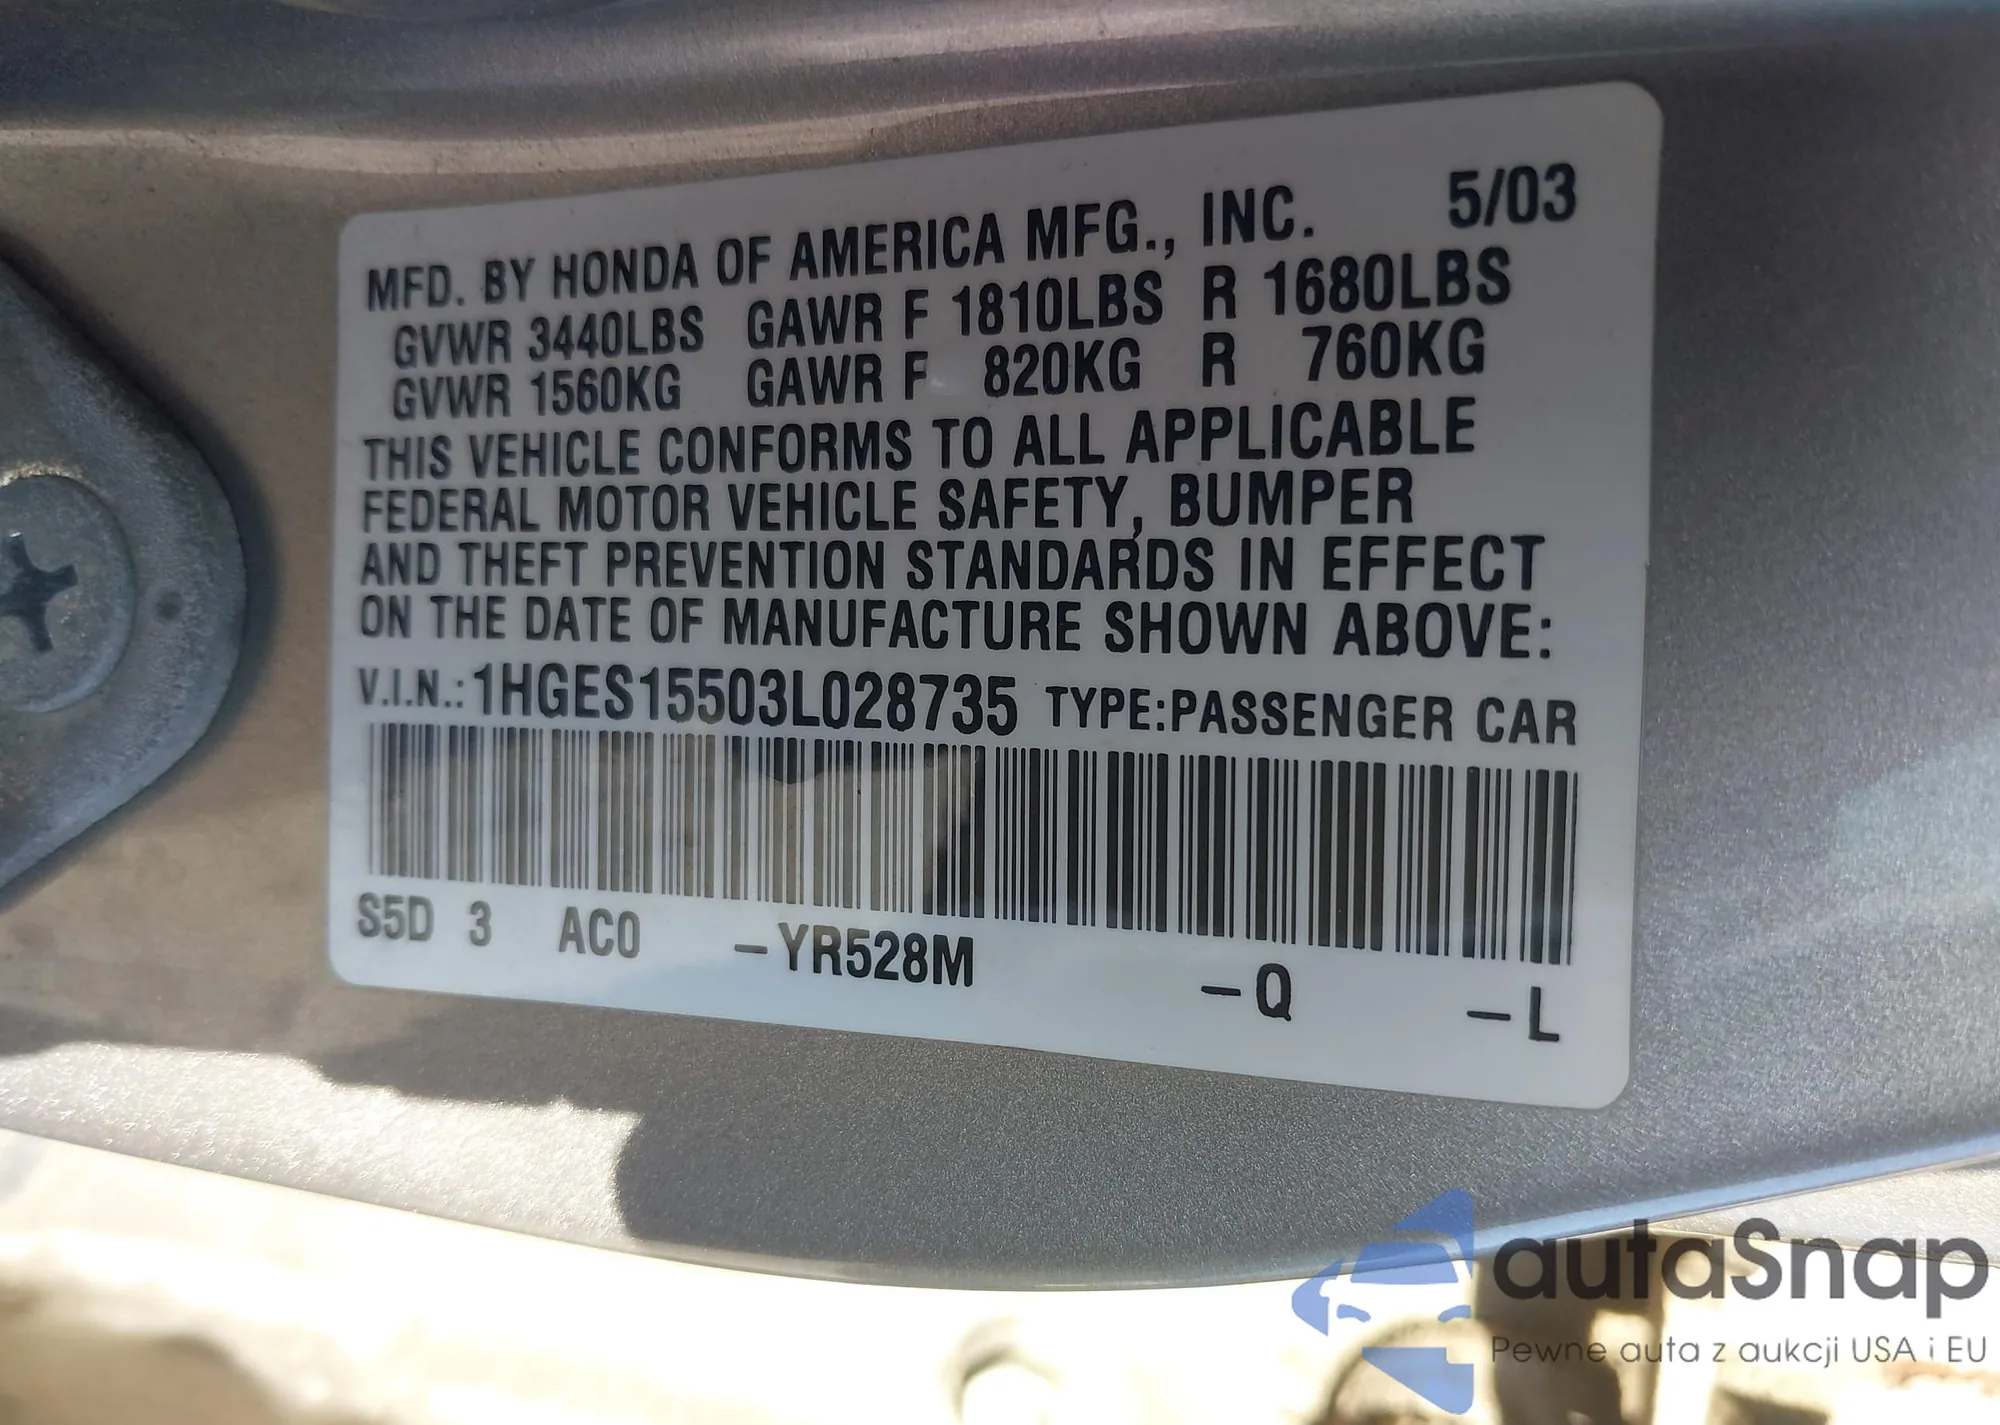 MFD. BY HONDA OF AMERICA MFG., INC. 5/03
GVWR 3440LBS GAWR F 1810LBS R 1680LBS
GVWR 1560KG GAWR F 820KG R 760KG
THIS VEHICLE CONFORMS TO ALL APPLICABLE
FEDERAL MOTOR VEHICLE SAFETY, BUMPER
AND THEFT PREVENTION STANDARDS IN EFFECT
ON THE DATE OF MANUFACTURE SHOWN ABOVE:
V.I.N.: 1HGES15503L028735 TYPE:PASSENGER CAR
S5D 3 AC0 -YR528M -Q -L
autaSnap
Pewne auta z aukcji USA i EU